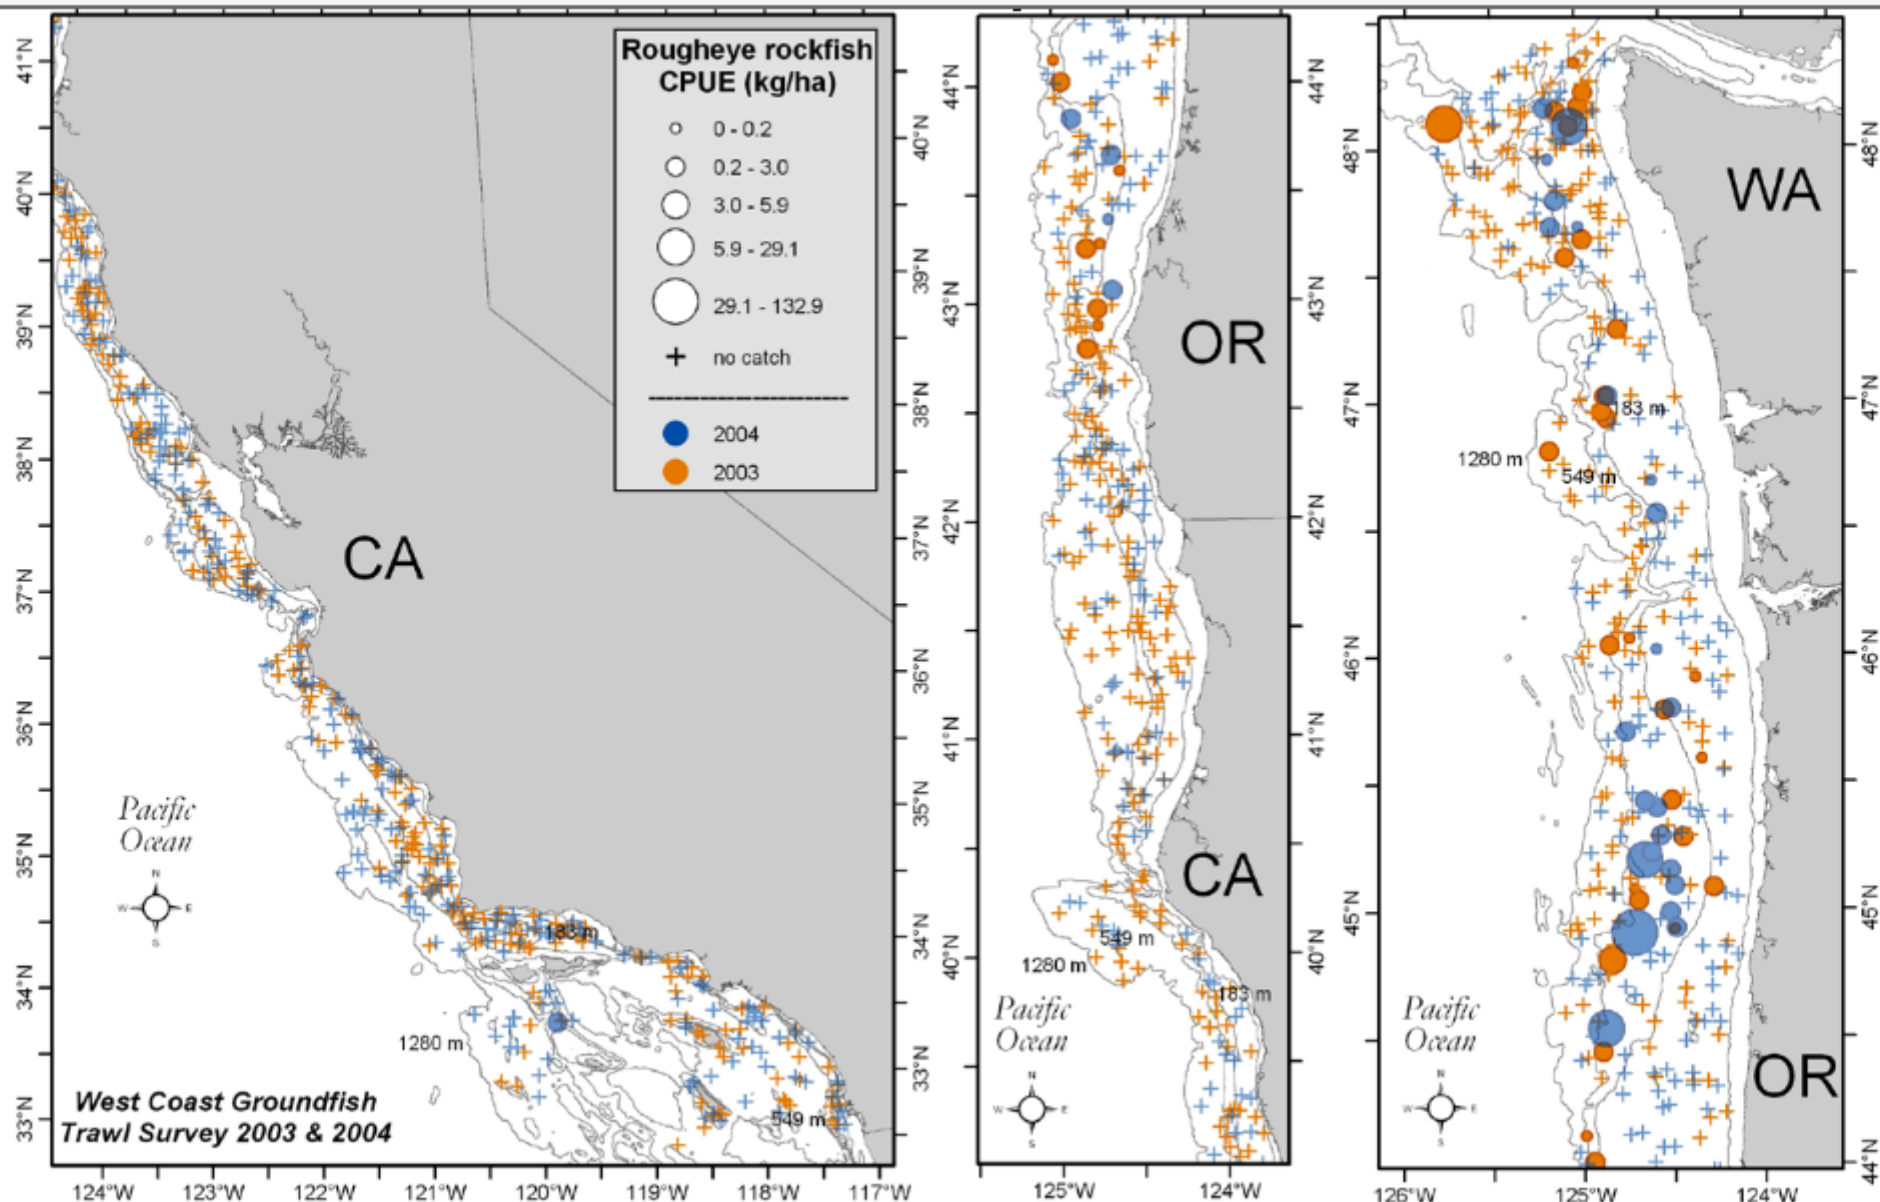 Rougheye rockfish
CPUE (kg/ha)
0 - 0.2
0.2 - 3.0
3.0 - 5.9
5.9 - 29.1
29.1 - 132.9
no catch
2004
2003
41°N
40°N
39°N
38°N
37°N
36°N
35°N
34°N
33°N
40°N
39°N
38°N
37°N
36°N
35°N
34°N
33°N
CA
Pacific
Ocean
N
W E
S
183 m
1280 m
549 m
West Coast Groundfish
Trawl Survey 2003 & 2004
124°W 123°W 122°W 121°W 120°W 119°W 118°W 117°W
44°N
43°N
42°N
41°N
40°N
44°N
43°N
42°N
41°N
40°N
OR
CA
549 m
1280 m
183 m
Pacific
Ocean
N
W E
S
125°W 124°W
48°N
47°N
46°N
45°N
48°N
47°N
46°N
45°N
44°N
WA
183 m
1280 m
549 m
Pacific
Ocean
N
W E
S
OR
126°W 125°W 124°W